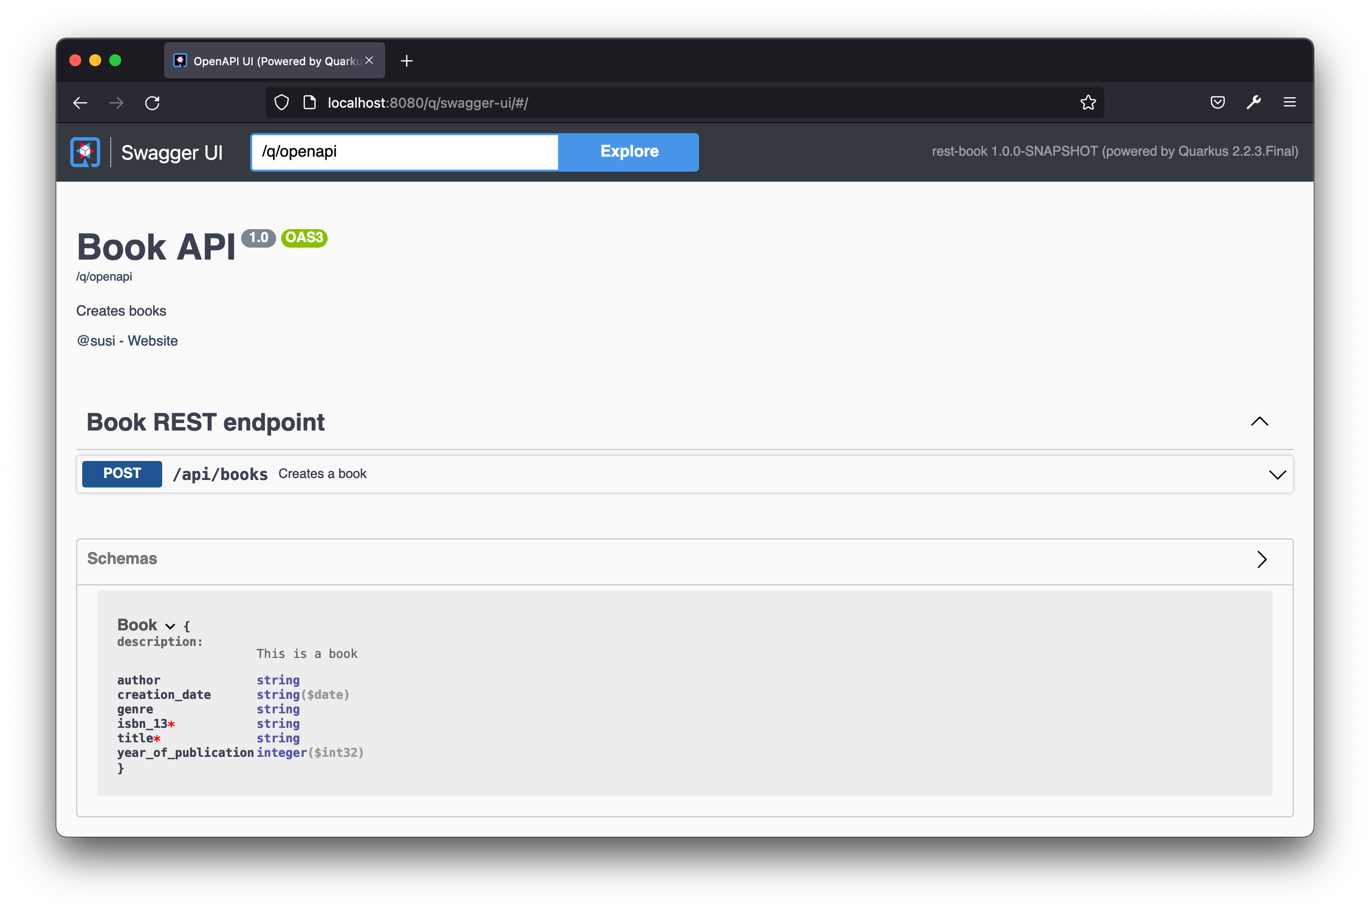 OpenAPI UI (Powered by Quarku
localhost:8080/q/swagger-ui/#/
Swagger UI
/q/openapi
Explore
rest-book 1.0.0-SNAPSHOT (powered by Quarkus 2.2.3.Final)
Book API 1.0 OAS3
/q/openapi
Creates books
@susi - Website
Book REST endpoint
POST /api/books Creates a book
Schemas
Book {
description:
This is a book
author string
creation_date string($date)
genre string
isbn_13* string
title* string
year_of_publication integer($int32)
}